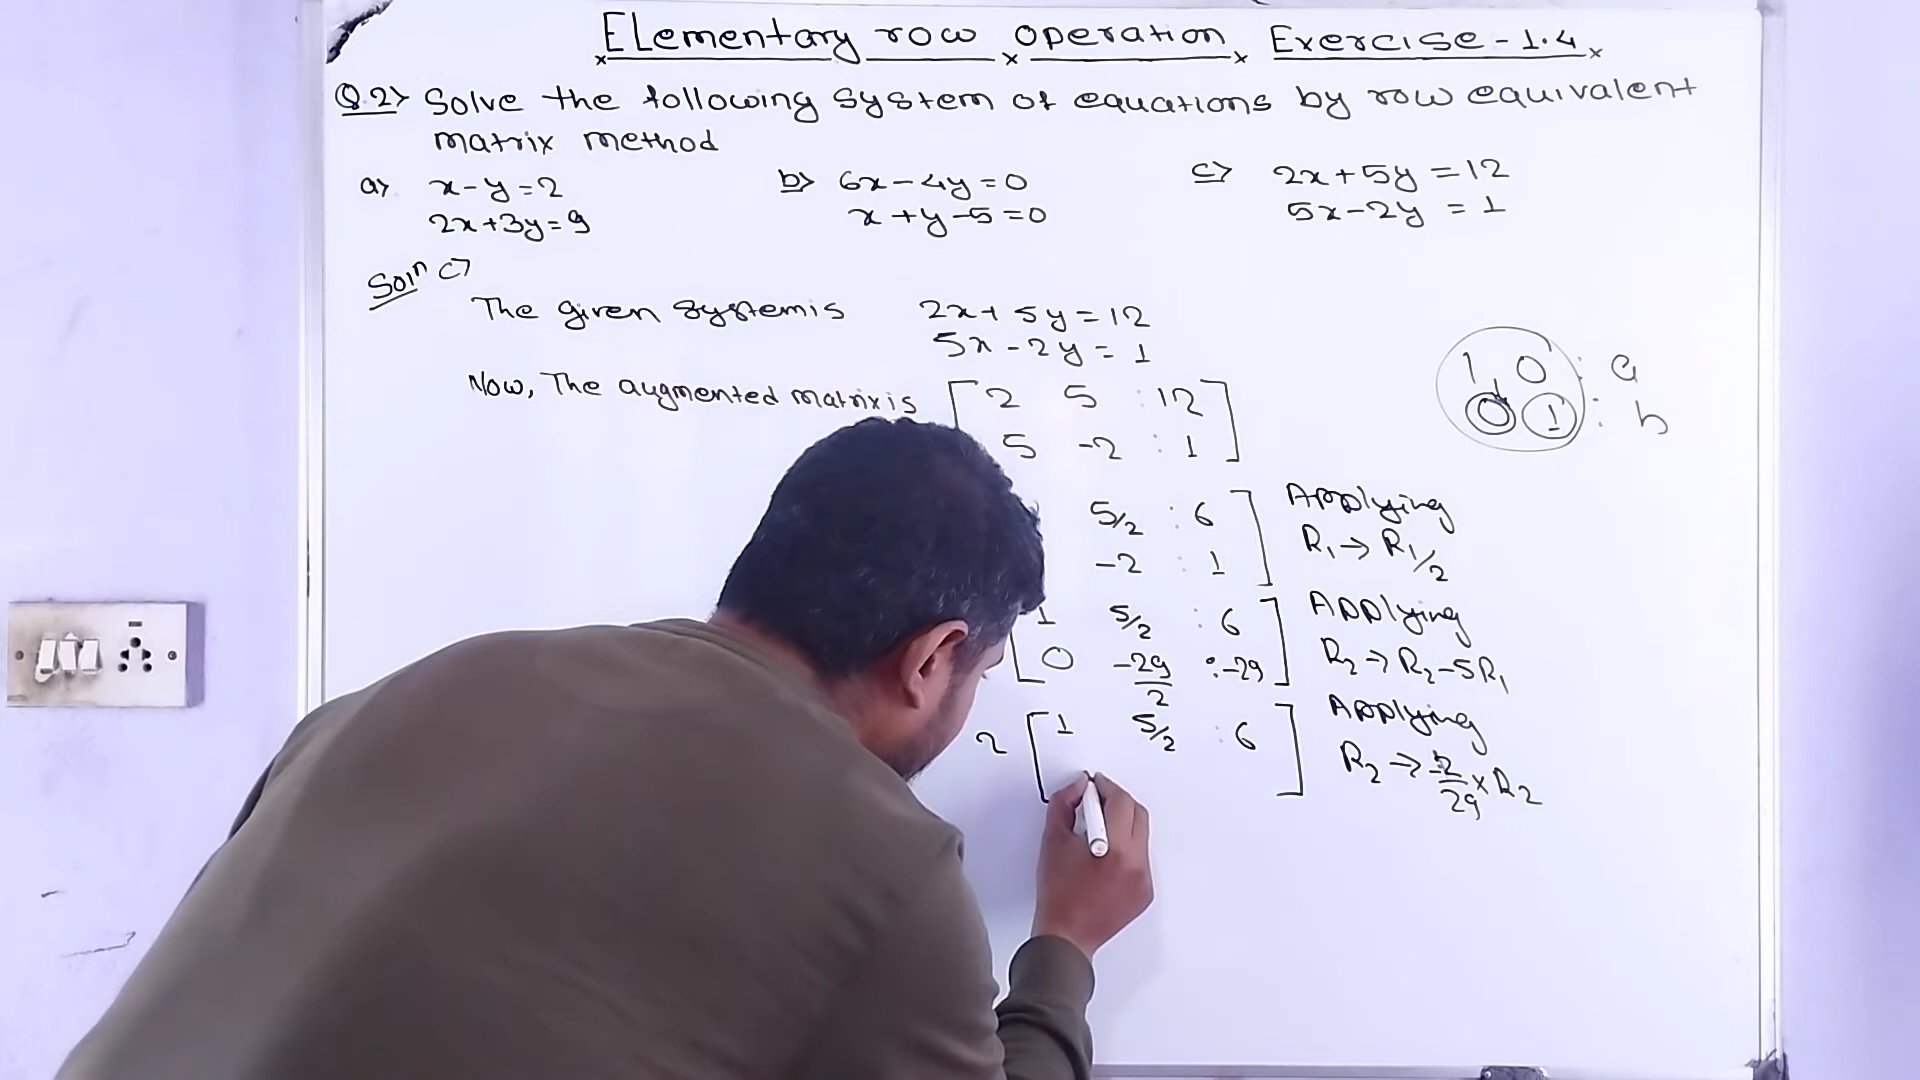 Elementary row operation Exercise-1.4
Q.2> Solve the following system of equations by row equivalent
matrix method
a> x-y=2
2x+3y=9
b> 6x-4y=0
x+y-5=0
c> 2x+5y=12
5x-2y=1
Solⁿ c>
The given system is 2x+5y=12
5x-2y=1
Now, The augmented matrix is [2 5 : 12
5 -2 : 1]
1 0 : a
0 1 : b
5/2 : 6
-2 : 1]
Applying
R₁→R₁/2
[1 5/2 : 6
0 -29/2 : -29]
Applying
R₂→R₂-5R₁
2 [1 5/2 : 6 ]
Applying
R₂→-2/29×R₂